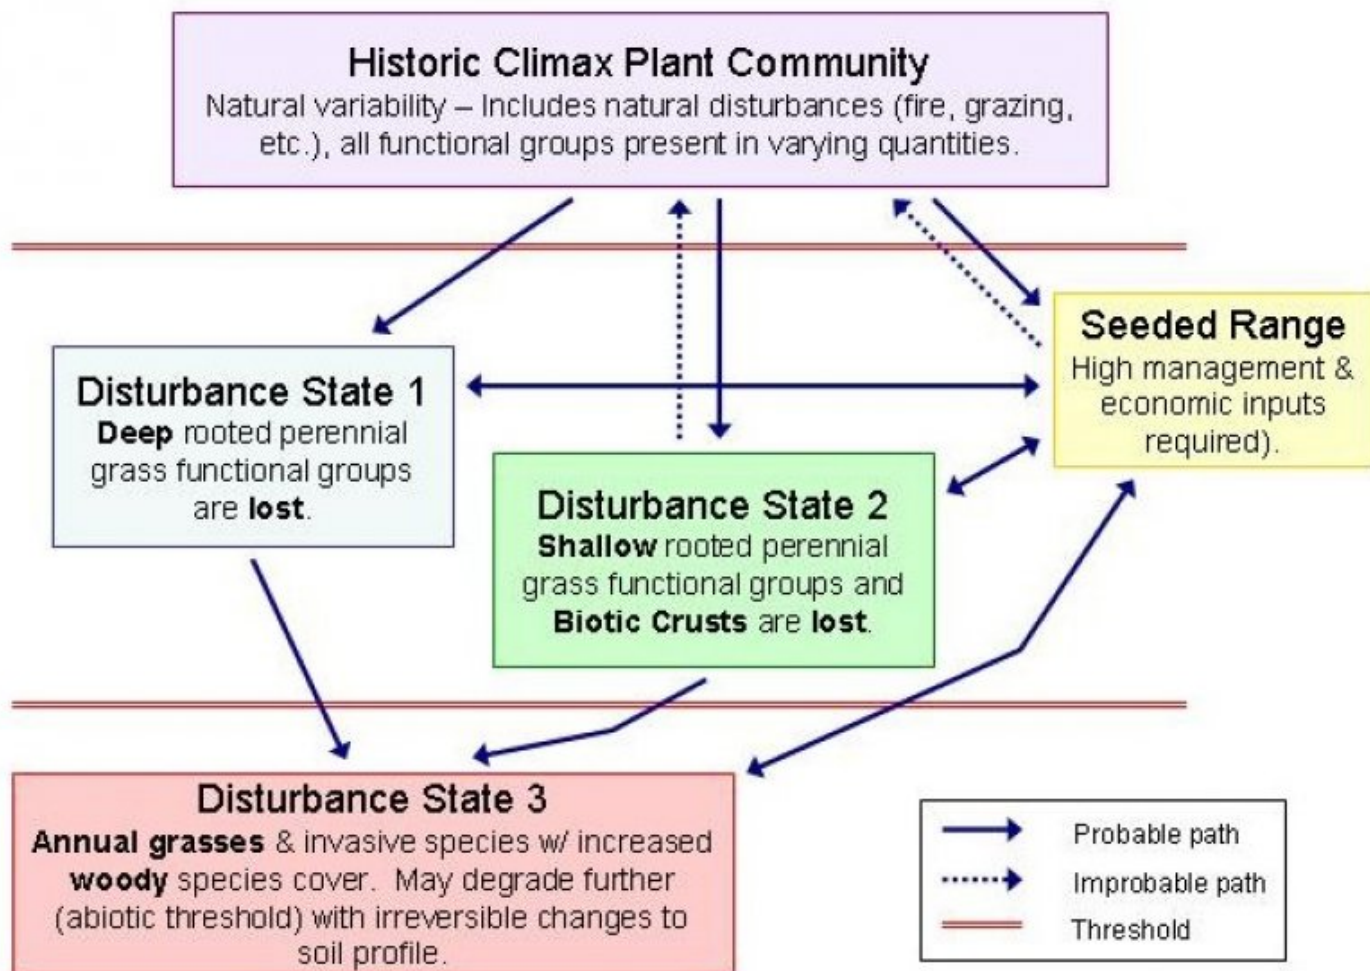 Historic Climax Plant Community
Natural variability – Includes natural disturbances (fire, grazing,
etc.), all functional groups present in varying quantities.
Seeded Range
High management &
economic inputs
required).
Disturbance State 1
Deep rooted perennial
grass functional groups
are lost.
Disturbance State 2
Shallow rooted perennial
grass functional groups and
Biotic Crusts are lost.
Disturbance State 3
Annual grasses & invasive species w/ increased
woody species cover. May degrade further
(abiotic threshold) with irreversible changes to
soil profile.
Probable path
Improbable path
Threshold